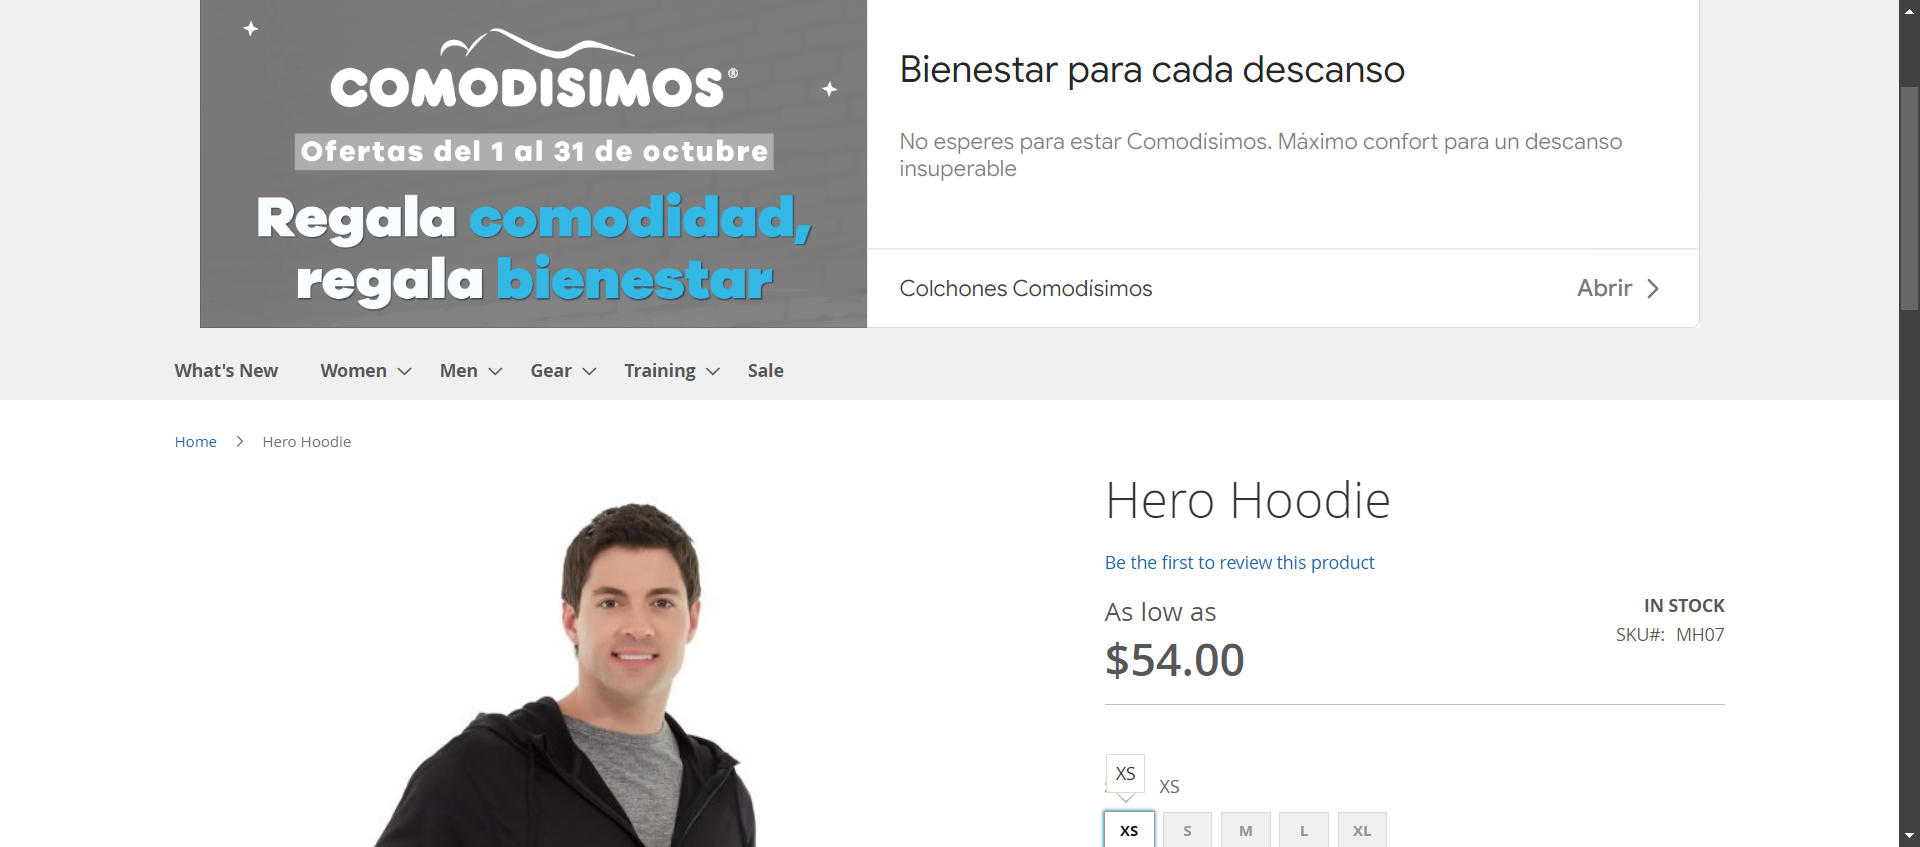 COMODISIMOS®
Ofertas del 1 al 31 de octubre
Regala comodidad,
regala bienestar
Bienestar para cada descanso
No esperes para estar Comodísimos. Máximo confort para un descanso
insuperable
Colchones Comodísimos
Abrir
What's New
Women
Men
Gear
Training
Sale
Home
Hero Hoodie
Hero Hoodie
Be the first to review this product
As low as
$54.00
IN STOCK
SKU#: MH07
XS
XS
XS
S
M
L
XL